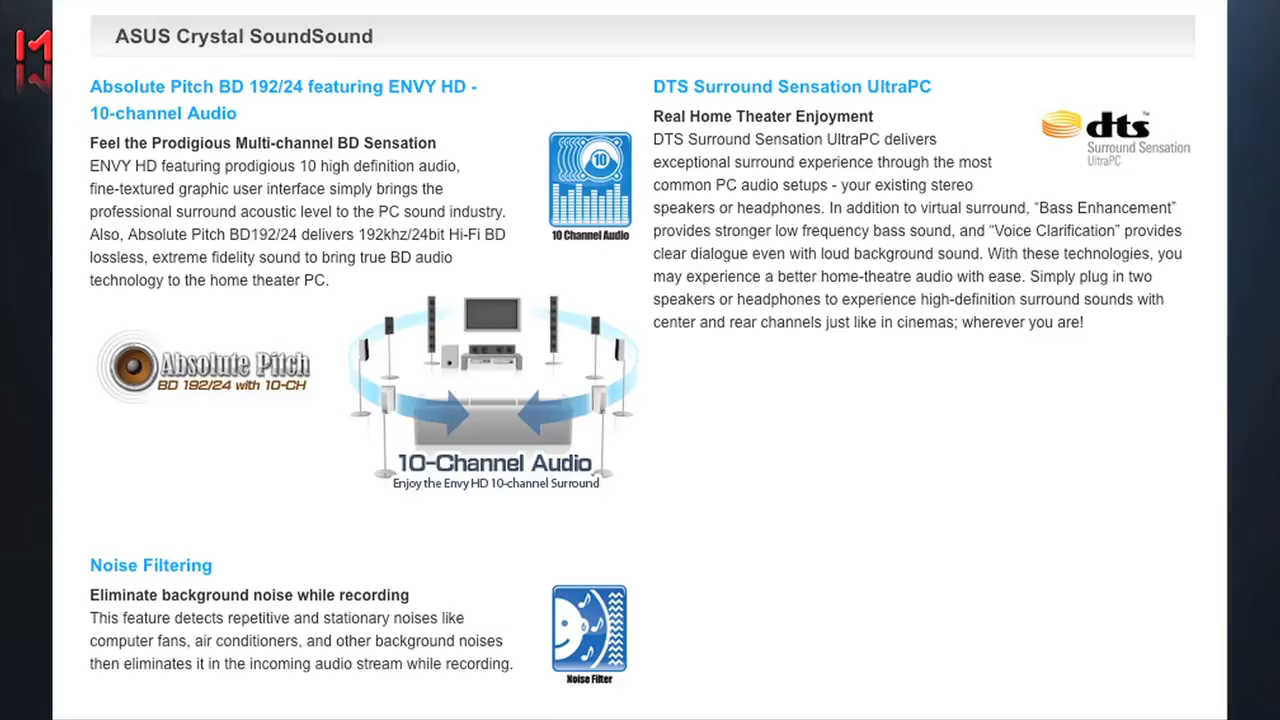 ASUS Crystal SoundSound
Absolute Pitch BD 192/24 featuring ENVY HD -
10-channel Audio
Feel the Prodigious Multi-channel BD Sensation
ENVY HD featuring prodigious 10 high definition audio,
fine-textured graphic user interface simply brings the
professional surround acoustic level to the PC sound industry.
Also, Absolute Pitch BD192/24 delivers 192khz/24bit Hi-Fi BD
lossless, extreme fidelity sound to bring true BD audio
technology to the home theater PC.
10
10 Channel Audio
Absolute Pitch
BD 192/24 with 10-CH
10-Channel Audio
Enjoy the Envy HD 10-channel Surround
Noise Filtering
Eliminate background noise while recording
This feature detects repetitive and stationary noises like
computer fans, air conditioners, and other background noises
then eliminates it in the incoming audio stream while recording.
Noise Filter
DTS Surround Sensation UltraPC
Real Home Theater Enjoyment
DTS Surround Sensation UltraPC delivers
exceptional surround experience through the most
common PC audio setups - your existing stereo
speakers or headphones. In addition to virtual surround, “Bass Enhancement”
provides stronger low frequency bass sound, and “Voice Clarification” provides
clear dialogue even with loud background sound. With these technologies, you
may experience a better home-theatre audio with ease. Simply plug in two
speakers or headphones to experience high-definition surround sounds with
center and rear channels just like in cinemas; wherever you are!
dts™
Surround Sensation
UltraPC